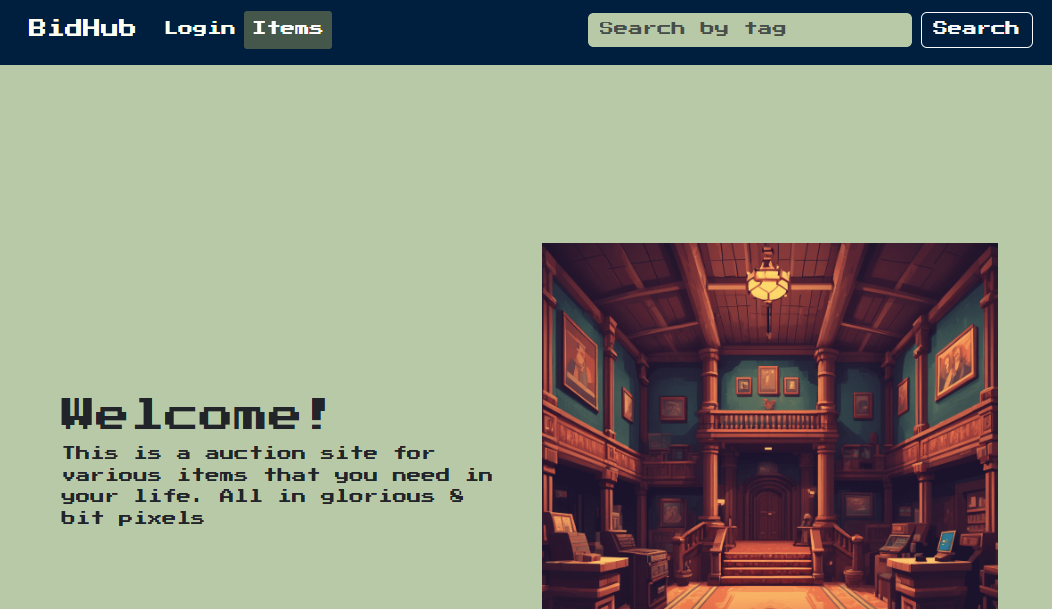 BidHub Login Items Search by tag Search
Welcome!
This is a auction site for
various items that you need in
your life. All in glorious 8
bit pixels